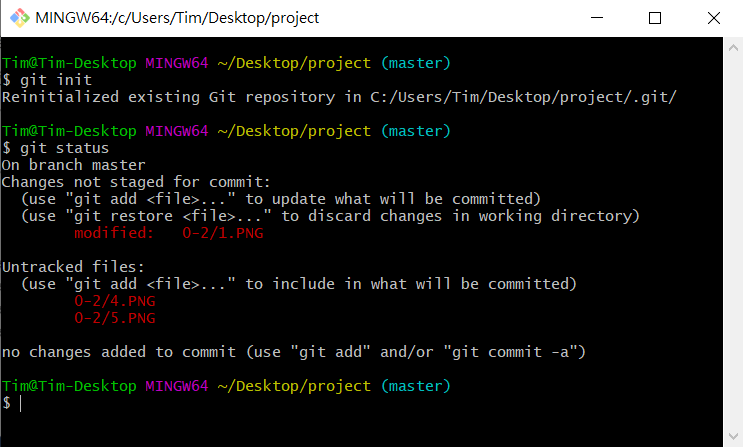 MINGW64:/c/Users/Tim/Desktop/project
Tim@Tim-Desktop MINGW64 ~/Desktop/project (master)
$ git init
Reinitialized existing Git repository in C:/Users/Tim/Desktop/project/.git/
Tim@Tim-Desktop MINGW64 ~/Desktop/project (master)
$ git status
On branch master
Changes not staged for commit:
  (use "git add <file>..." to update what will be committed)
  (use "git restore <file>..." to discard changes in working directory)
        modified:   0-2/1.PNG
Untracked files:
  (use "git add <file>..." to include in what will be committed)
        0-2/4.PNG
        0-2/5.PNG
no changes added to commit (use "git add" and/or "git commit -a")
Tim@Tim-Desktop MINGW64 ~/Desktop/project (master)
$